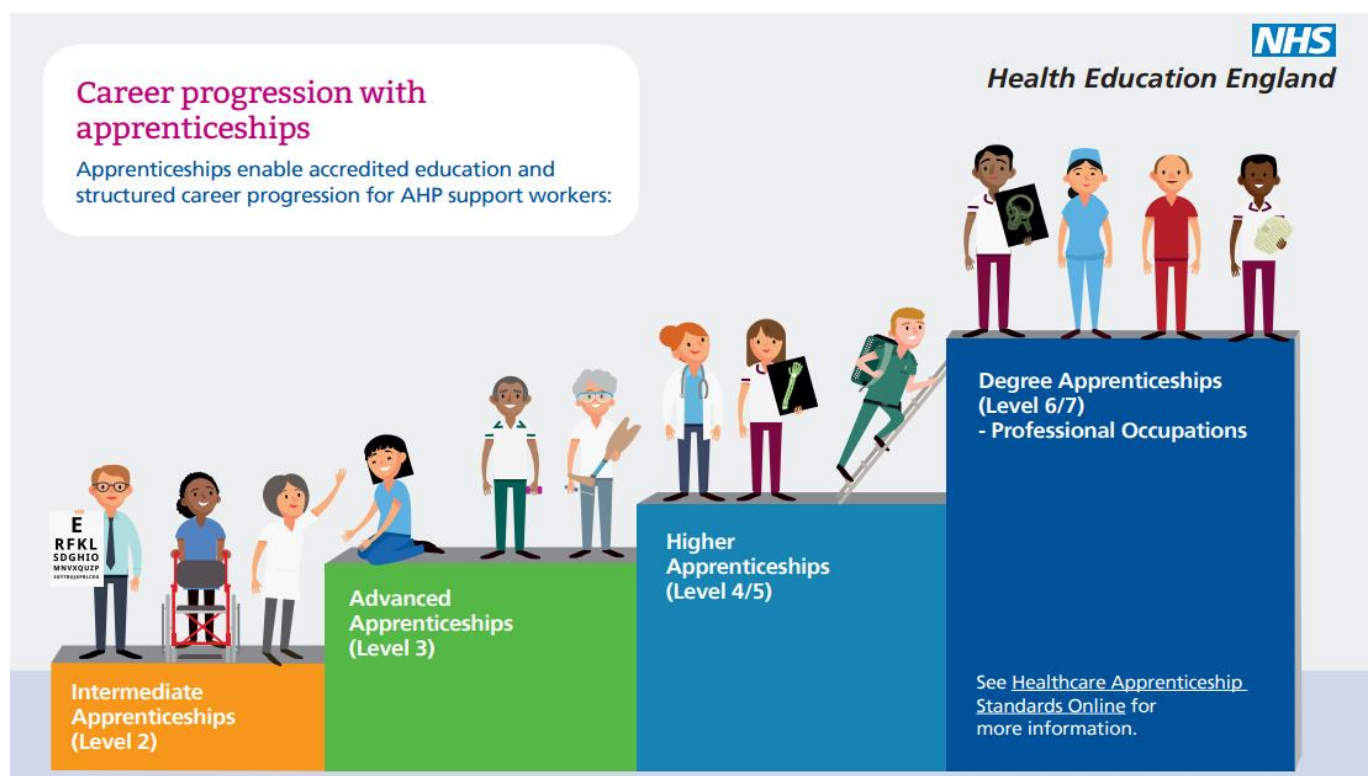 NHS
Health Education England
Career progression with
apprenticeships
Apprenticeships enable accredited education and
structured career progression for AHP support workers:
E
RFKL
SDGHIO
MNVXQUZP
Intermediate
Apprenticeships
(Level 2)
Advanced
Apprenticeships
(Level 3)
Higher
Apprenticeships
(Level 4/5)
Degree Apprenticeships
(Level 6/7)
- Professional Occupations
See Healthcare Apprenticeship
Standards Online for
more information.